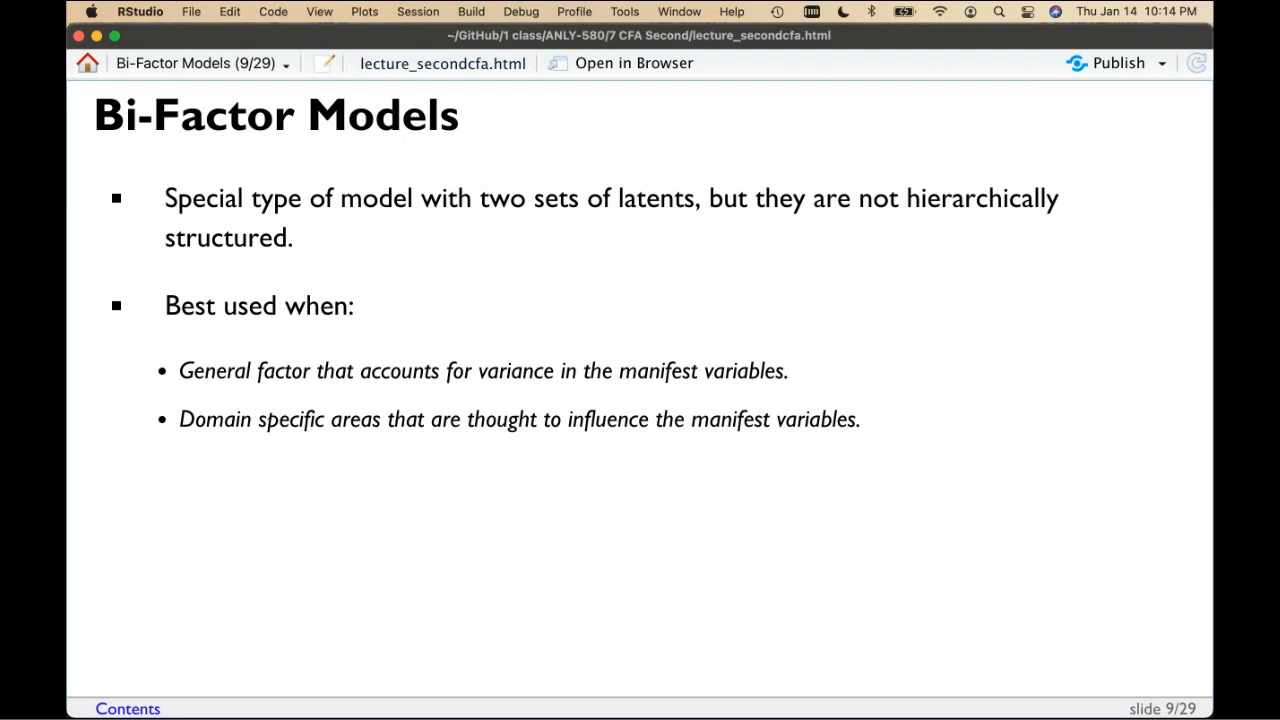 RStudio File Edit Code View Plots Session Build Debug Profile Tools Window Help Thu Jan 14 10:14 PM
~/GitHub/1 class/ANLY-580/7 CFA Second/lecture_secondcfa.html
Bi-Factor Models (9/29) lecture_secondcfa.html Open in Browser Publish
Bi-Factor Models
Special type of model with two sets of latents, but they are not hierarchically
structured.
Best used when:
General factor that accounts for variance in the manifest variables.
Domain specific areas that are thought to influence the manifest variables.
Contents slide 9/29